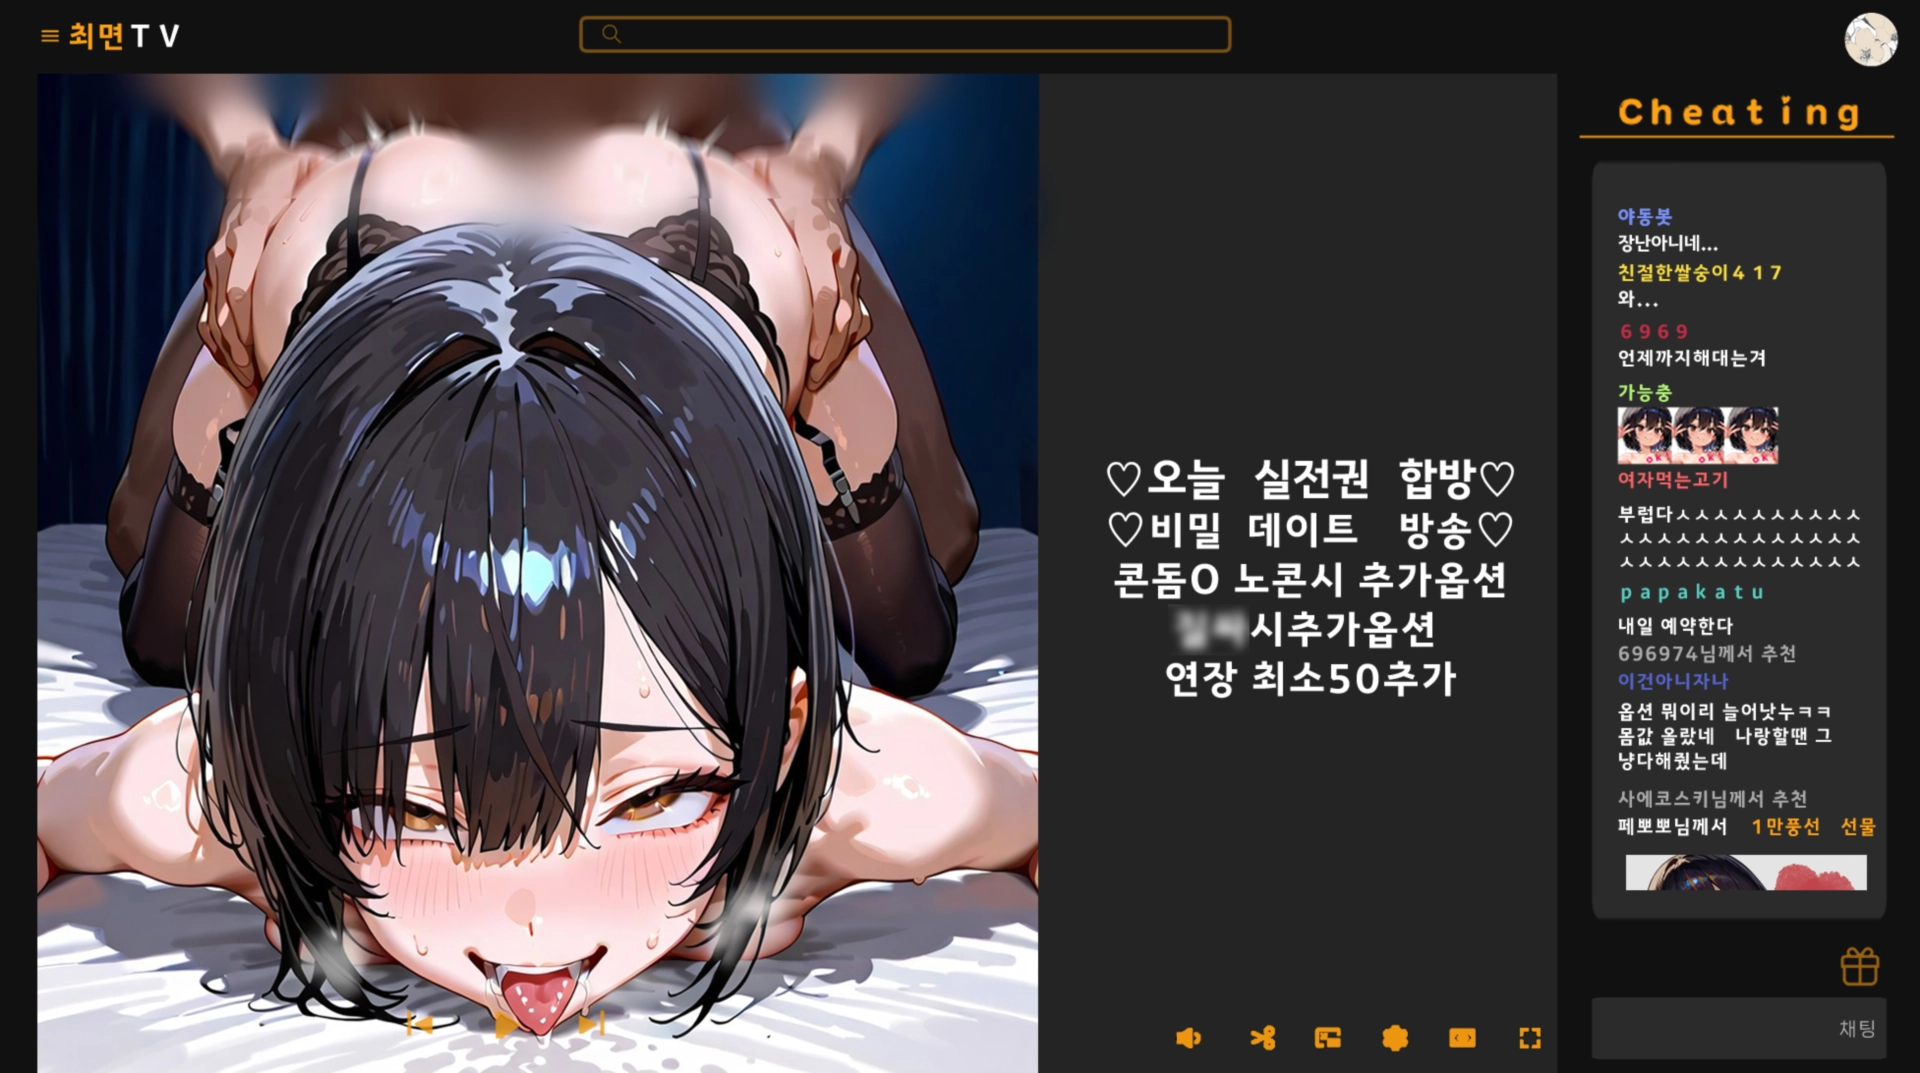 최면TV
Cheating
♡오늘 실전권 합방♡
♡비밀 데이트 방송♡
콘돔O 노콘시 추가옵션
시추가옵션
연장 최소50추가
야동봇
장난아니네...
친절한쌀숭이417
와...
6969
언제까지해대는겨
가능충
여자먹는고기
부럽다ㅅㅅㅅㅅㅅㅅㅅㅅㅅㅅ
ㅅㅅㅅㅅㅅㅅㅅㅅㅅㅅㅅㅅㅅ
ㅅㅅㅅㅅㅅㅅㅅㅅㅅㅅㅅㅅㅅ
papakatu
내일 예약한다
696974님께서 추천
이건아니자나
옵션 뭐이리 늘어낫누ㅋㅋ
몸값 올랐네 나랑할땐 그
냥다해줬는데
사에코스키님께서 추천
페뽀뽀님께서 1만풍선 선물
채팅